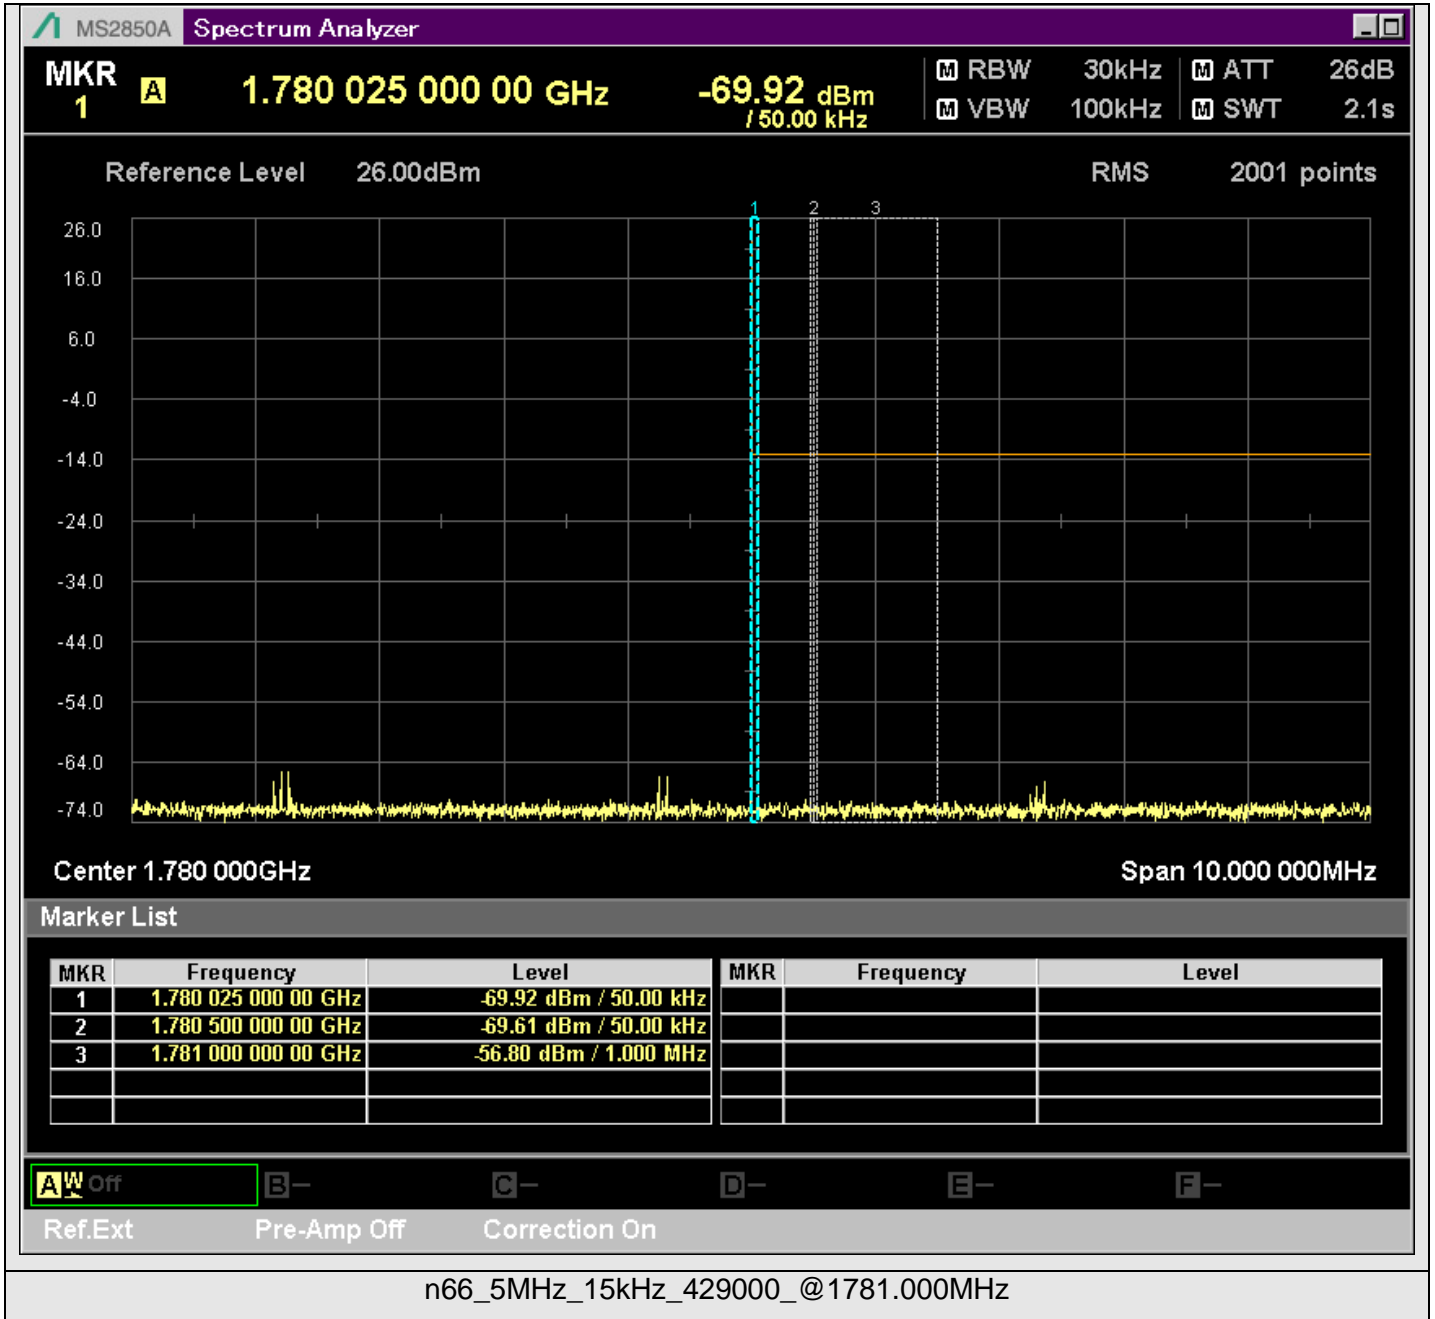 MS2850A Spectrum Analyzer
MKR 1 A 1.780 025 000 00 GHz -69.92 dBm / 50.00 kHz
M RBW 30kHz M ATT 26dB
M VBW 100kHz M SWT 2.1s
Reference Level 26.00dBm RMS 2001 points
1 2 3
26.0
16.0
6.0
-4.0
-14.0
-24.0
-34.0
-44.0
-54.0
-64.0
-74.0
Center 1.780 000GHz Span 10.000 000MHz
Marker List
MKR Frequency Level MKR Frequency Level
1 1.780 025 000 00 GHz -69.92 dBm / 50.00 kHz
2 1.780 500 000 00 GHz -69.61 dBm / 50.00 kHz
3 1.781 000 000 00 GHz -56.80 dBm / 1.000 MHz
A W Off B — C — D — E — F —
Ref.Ext Pre-Amp Off Correction On
n66_5MHz_15kHz_429000_@1781.000MHz